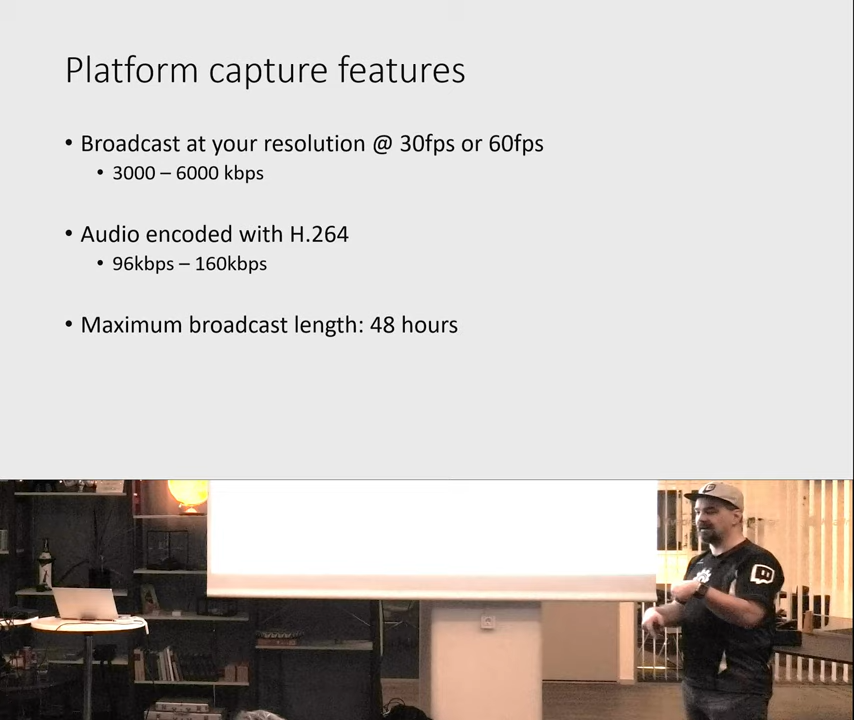 Platform capture features
• Broadcast at your resolution @ 30fps or 60fps
• 3000 – 6000 kbps
• Audio encoded with H.264
• 96kbps – 160kbps
• Maximum broadcast length: 48 hours